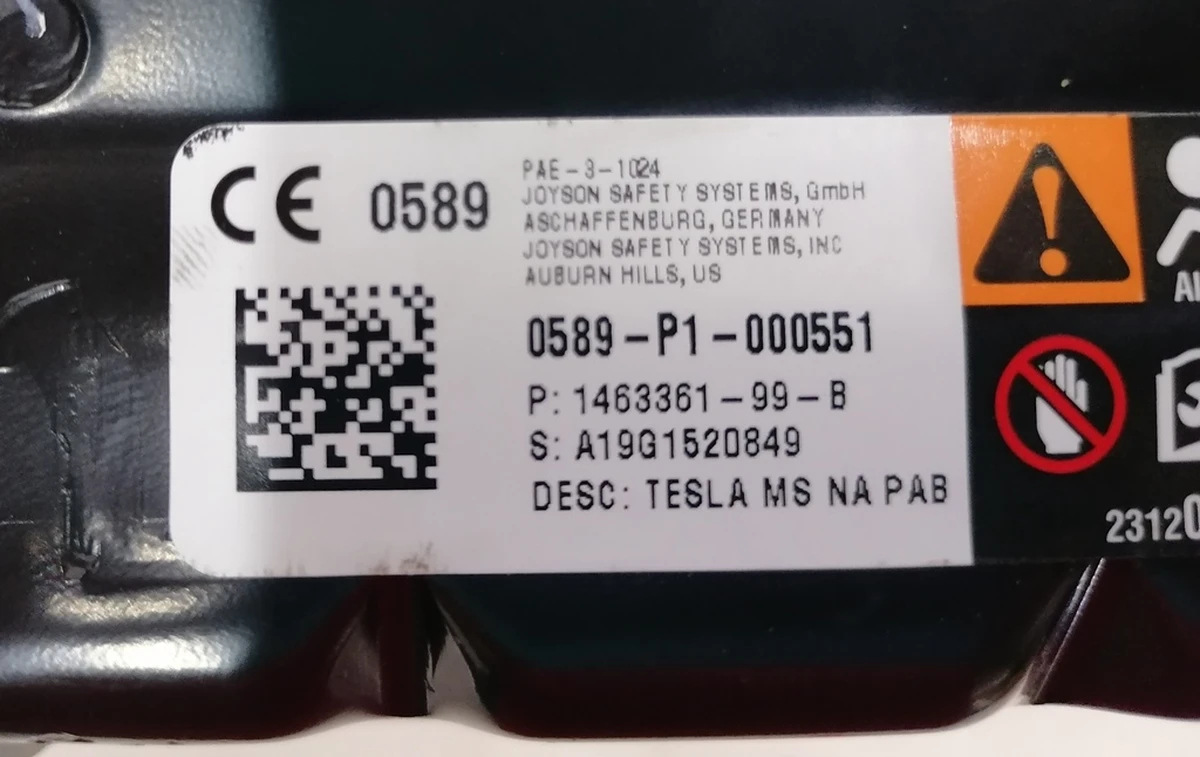 CE 0589
PAE-3-1024
JOYSON SAFETY SYSTEMS, GmbH
ASCHAFFENBURG, GERMANY
JOYSON SAFETY SYSTEMS, INC
AUBURN HILLS, US
0589-P1-000551
P: 1463361-99-B
S: A19G1520849
DESC: TESLA MS NA PAB